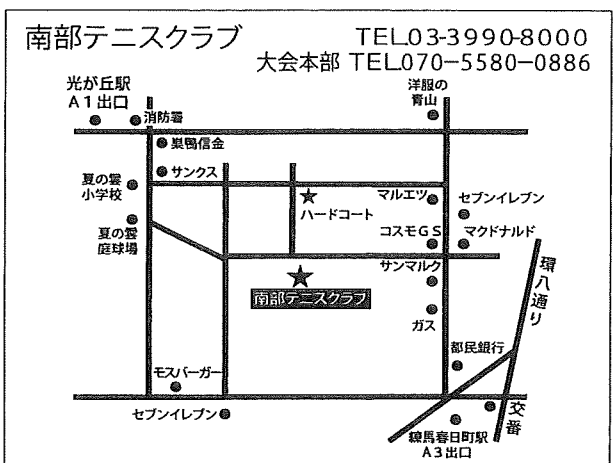 南部テニスクラブ
TEL.03-3990-8000
大会本部 TEL.070-5580-0886
光が丘駅
A1出口
消防署
洋服の
青山
巣鴨信金
サンクス
夏の雲
小学校
ハードコート
マルエツ
セブンイレブン
夏の雲
庭球場
コスモGS
マクドナルド
サンマルク
環八通り
南部テニスクラブ
ガス
都民銀行
モスバーガー
セブンイレブン
交番
練馬春日町駅
A3出口